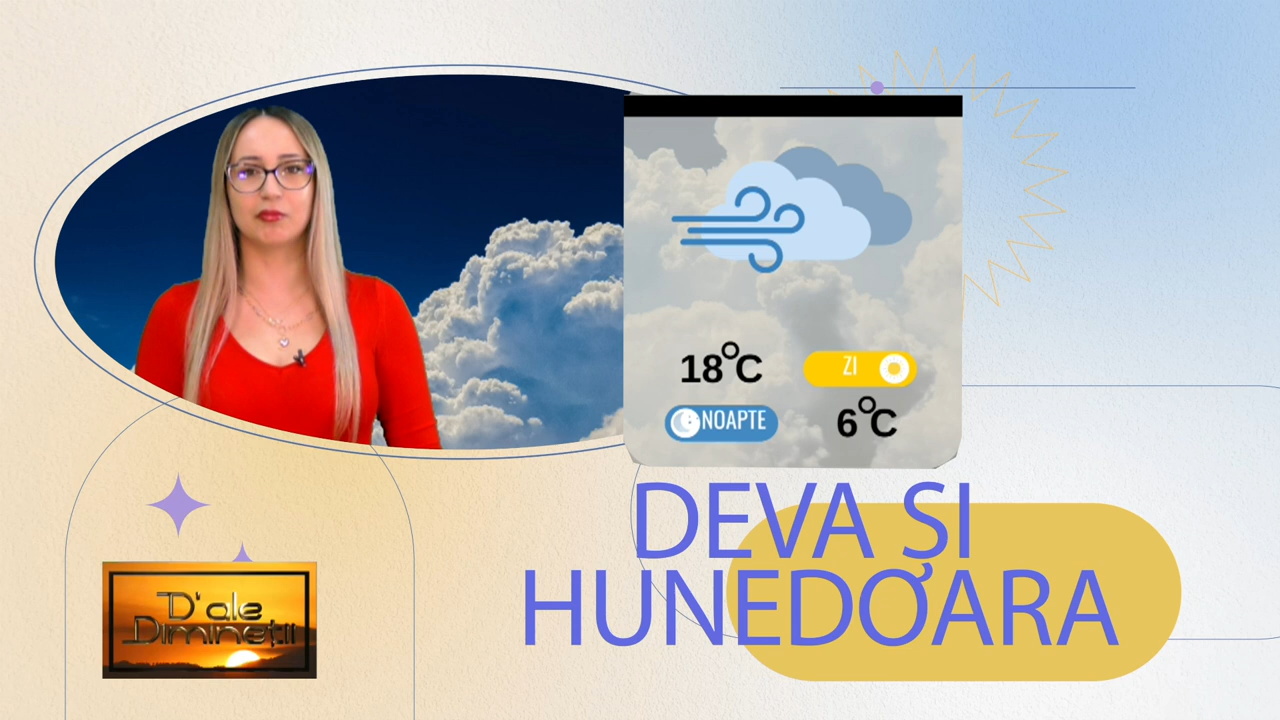 18°C
ZI
NOAPTE
6°C
DEVA ȘI
HUNEDOARA
D'ale
Dimineții